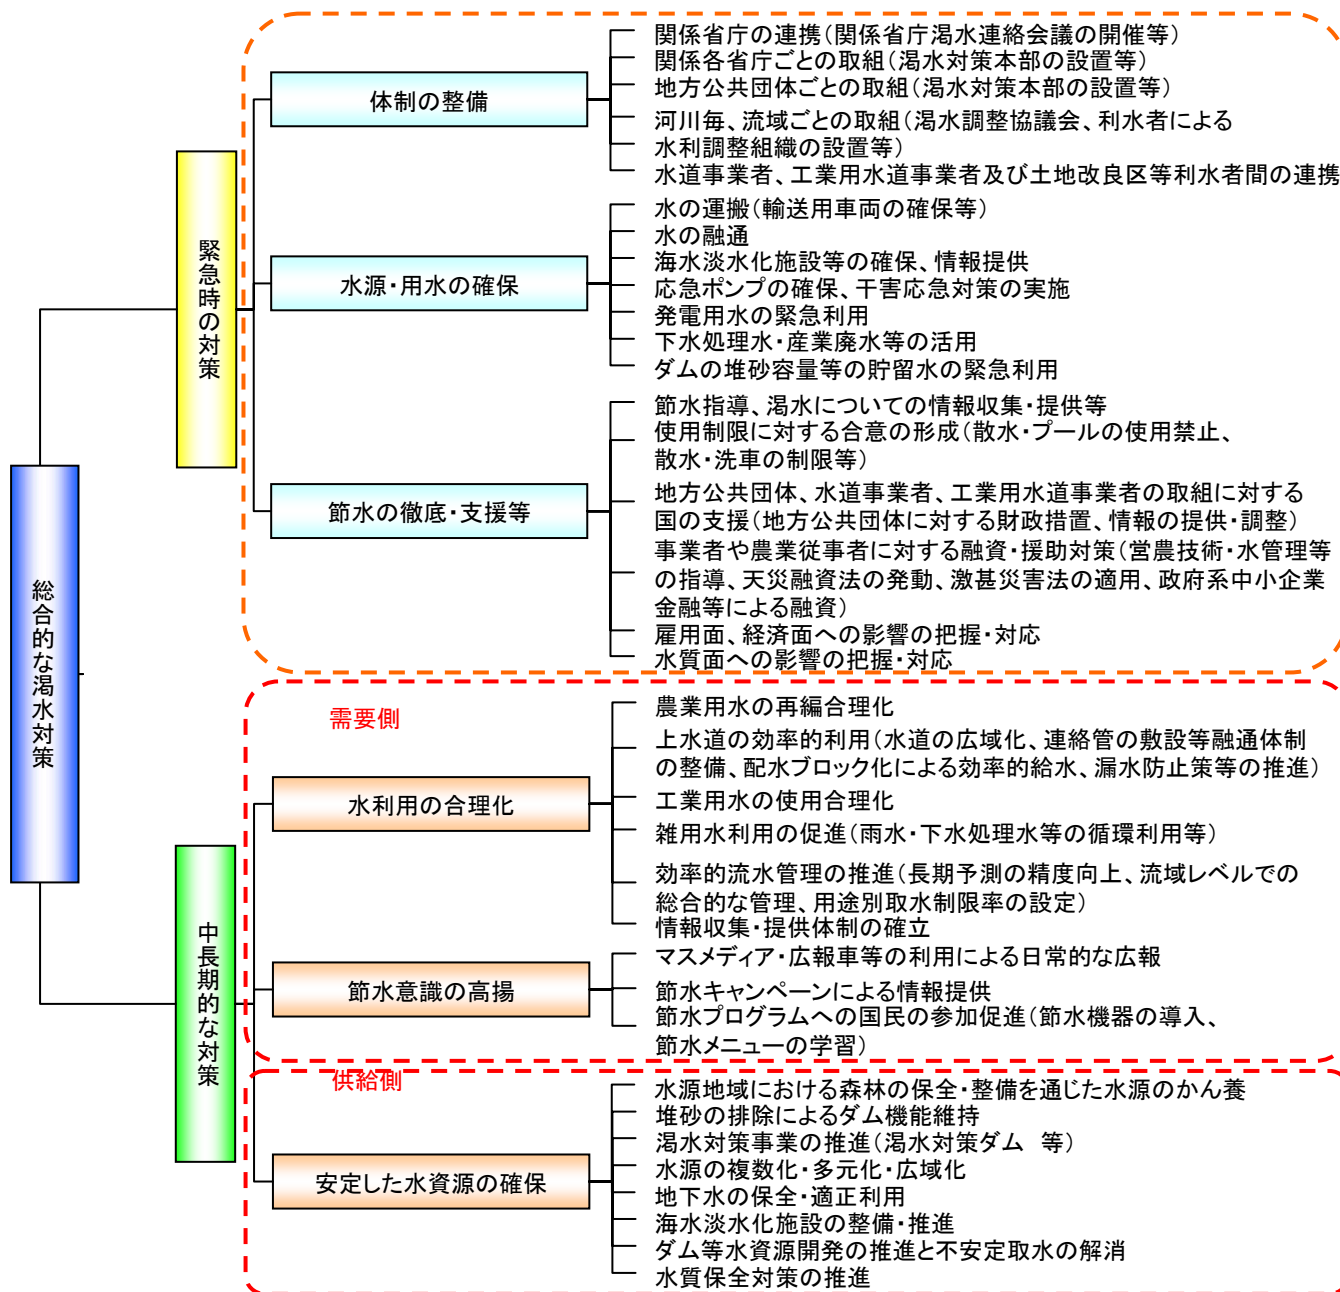 総合的な渇水対策
緊急時の対策
体制の整備
関係省庁の連携(関係省庁渇水連絡会議の開催等)
関係各省庁ごとの取組(渇水対策本部の設置等)
地方公共団体ごとの取組(渇水対策本部の設置等)
河川毎、流域ごとの取組(渇水調整協議会、利水者による
水利調整組織の設置等)
水道事業者、工業用水道事業者及び土地改良区等利水者間の連携
水源・用水の確保
水の運搬(輸送用車両の確保等)
水の融通
海水淡水化施設等の確保、情報提供
応急ポンプの確保、干害応急対策の実施
発電用水の緊急利用
下水処理水・産業廃水等の活用
ダムの堆砂容量等の貯留水の緊急利用
節水の徹底・支援等
節水指導、渇水についての情報収集・提供等
使用制限に対する合意の形成(散水・プールの使用禁止、
散水・洗車の制限等)
地方公共団体、水道事業者、工業用水道事業者の取組に対する
国の支援(地方公共団体に対する財政措置、情報の提供・調整)
事業者や農業従事者に対する融資・援助対策(営農技術・水管理等
の指導、天災融資法の発動、激甚災害法の適用、政府系中小企業
金融等による融資)
雇用面、経済面への影響の把握・対応
水質面への影響の把握・対応
中長期的な対策
需要側
水利用の合理化
農業用水の再編合理化
上水道の効率的利用(水道の広域化、連絡管の敷設等融通体制
の整備、配水ブロック化による効率的給水、漏水防止策等の推進)
工業用水の使用合理化
雑用水利用の促進(雨水・下水処理水等の循環利用等)
効率的流水管理の推進(長期予測の精度向上、流域レベルでの
総合的な管理、用途別取水制限率の設定)
情報収集・提供体制の確立
節水意識の高揚
マスメディア・広報車等の利用による日常的な広報
節水キャンペーンによる情報提供
節水プログラムへの国民の参加促進(節水機器の導入、
節水メニューの学習)
供給側
安定した水資源の確保
水源地域における森林の保全・整備を通じた水源のかん養
堆砂の排除によるダム機能維持
渇水対策事業の推進(渇水対策ダム 等)
水源の複数化・多元化・広域化
地下水の保全・適正利用
海水淡水化施設の整備・推進
ダム等水資源開発の推進と不安定取水の解消
水質保全対策の推進